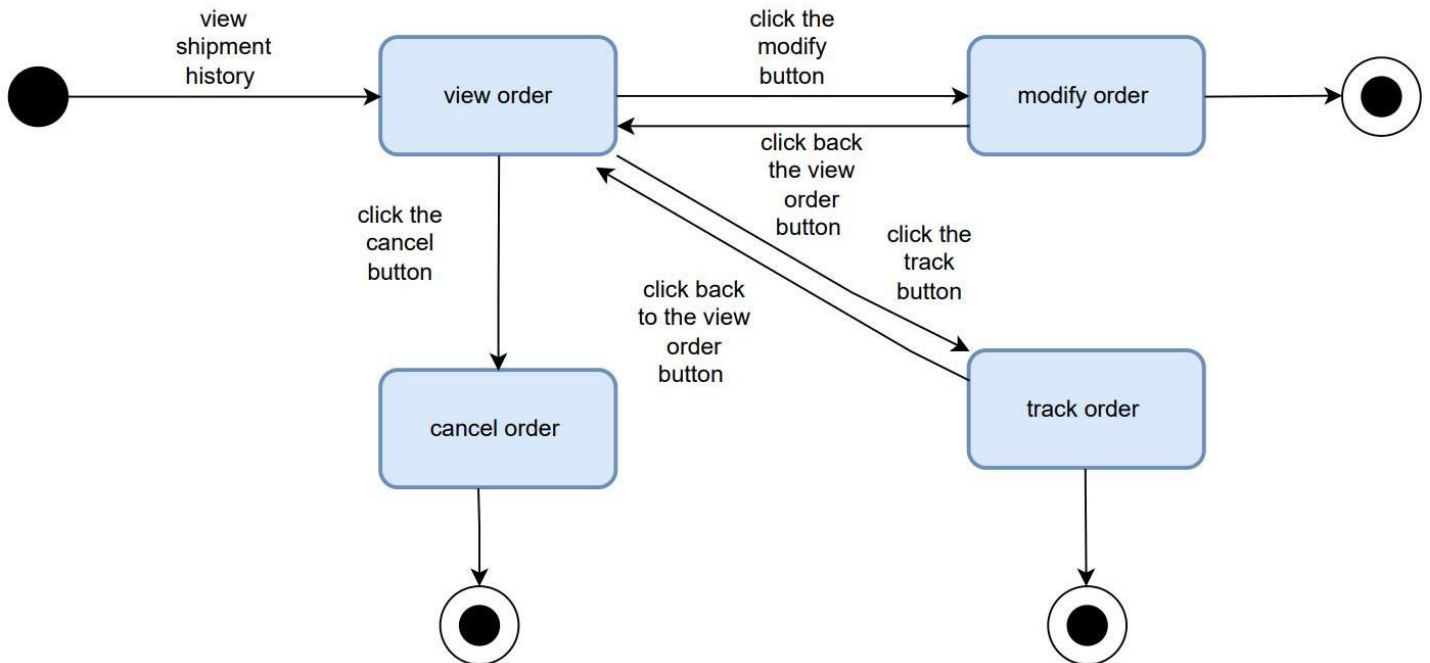 view
shipment
history
view order
click the
modify
button
modify order
click back
the view
order
button
click the
cancel
button
click the
track
button
click back
to the view
order
button
cancel order
track order